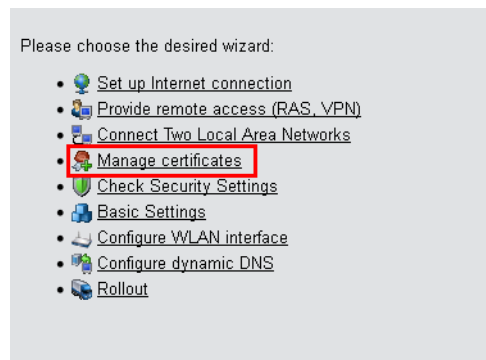 Please choose the desired wizard:
Set up Internet connection
Provide remote access (RAS, VPN)
Connect Two Local Area Networks
Manage certificates
Check Security Settings
Basic Settings
Configure WLAN interface
Configure dynamic DNS
Rollout